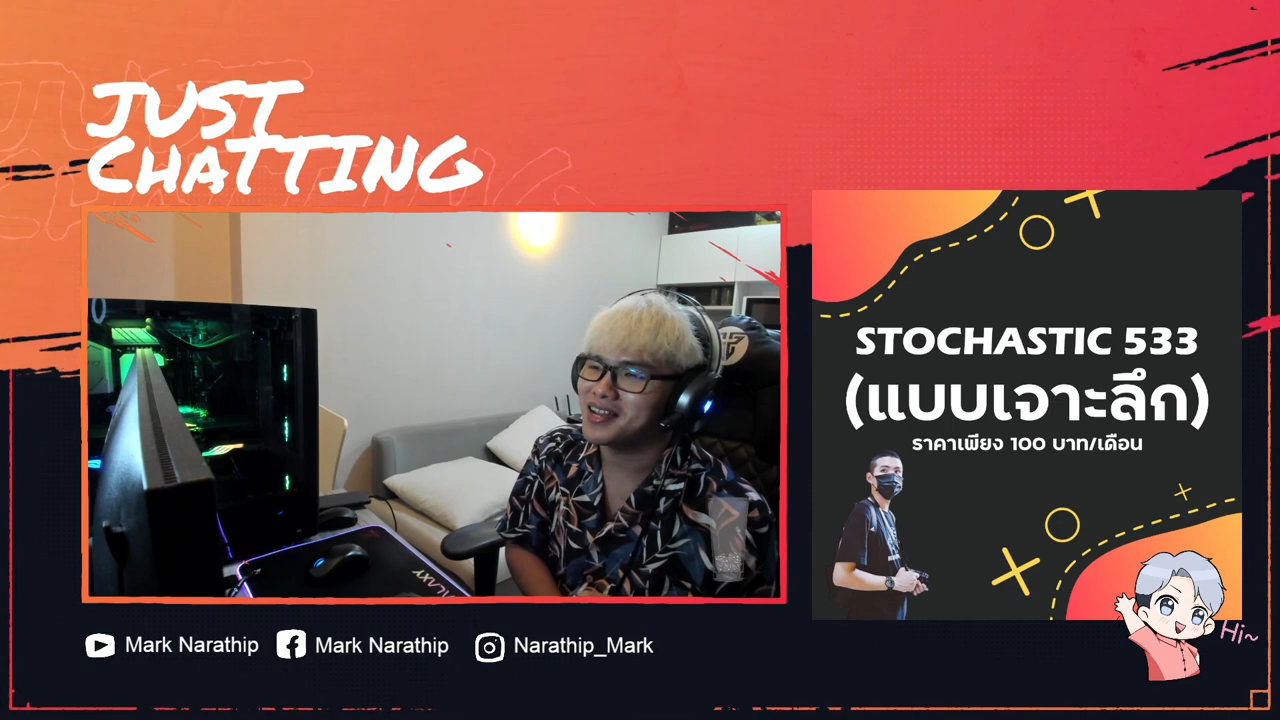 JUST
CHATTING
STOCHASTIC 533
(แบบเจาะลึก)
ราคาเพียง 100 บาท/เดือน
Hi~
Mark Narathip
Mark Narathip
Narathip_Mark